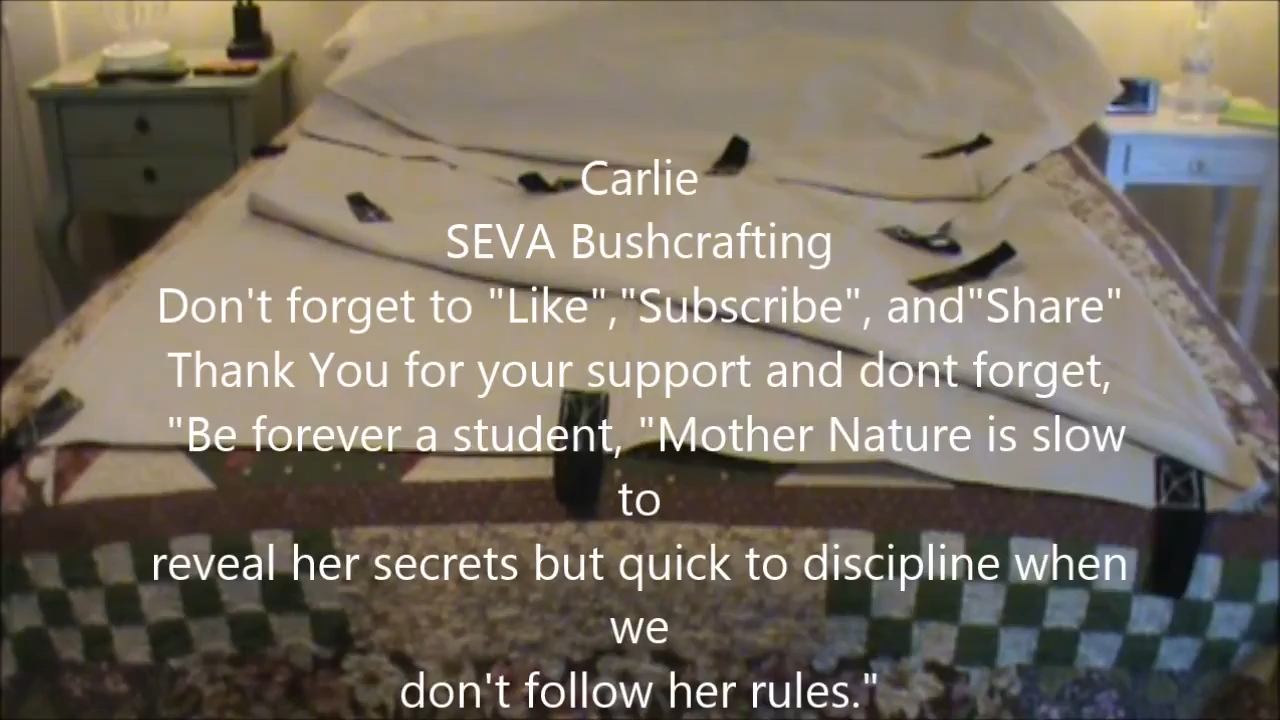 Carlie
SEVA Bushcrafting
Don't forget to "Like","Subscribe", and"Share"
Thank You for your support and dont forget,
"Be forever a student, "Mother Nature is slow
to
reveal her secrets but quick to discipline when
we
don't follow her rules."